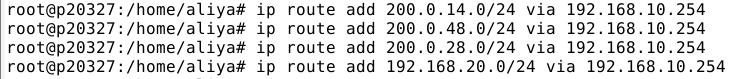 root@p20327:/home/aliya# ip route add 200.0.14.0/24 via 192.168.10.254
root@p20327:/home/aliya# ip route add 200.0.48.0/24 via 192.168.10.254
root@p20327:/home/aliya# ip route add 200.0.28.0/24 via 192.168.10.254
root@p20327:/home/aliya# ip route add 192.168.20.0/24 via 192.168.10.254